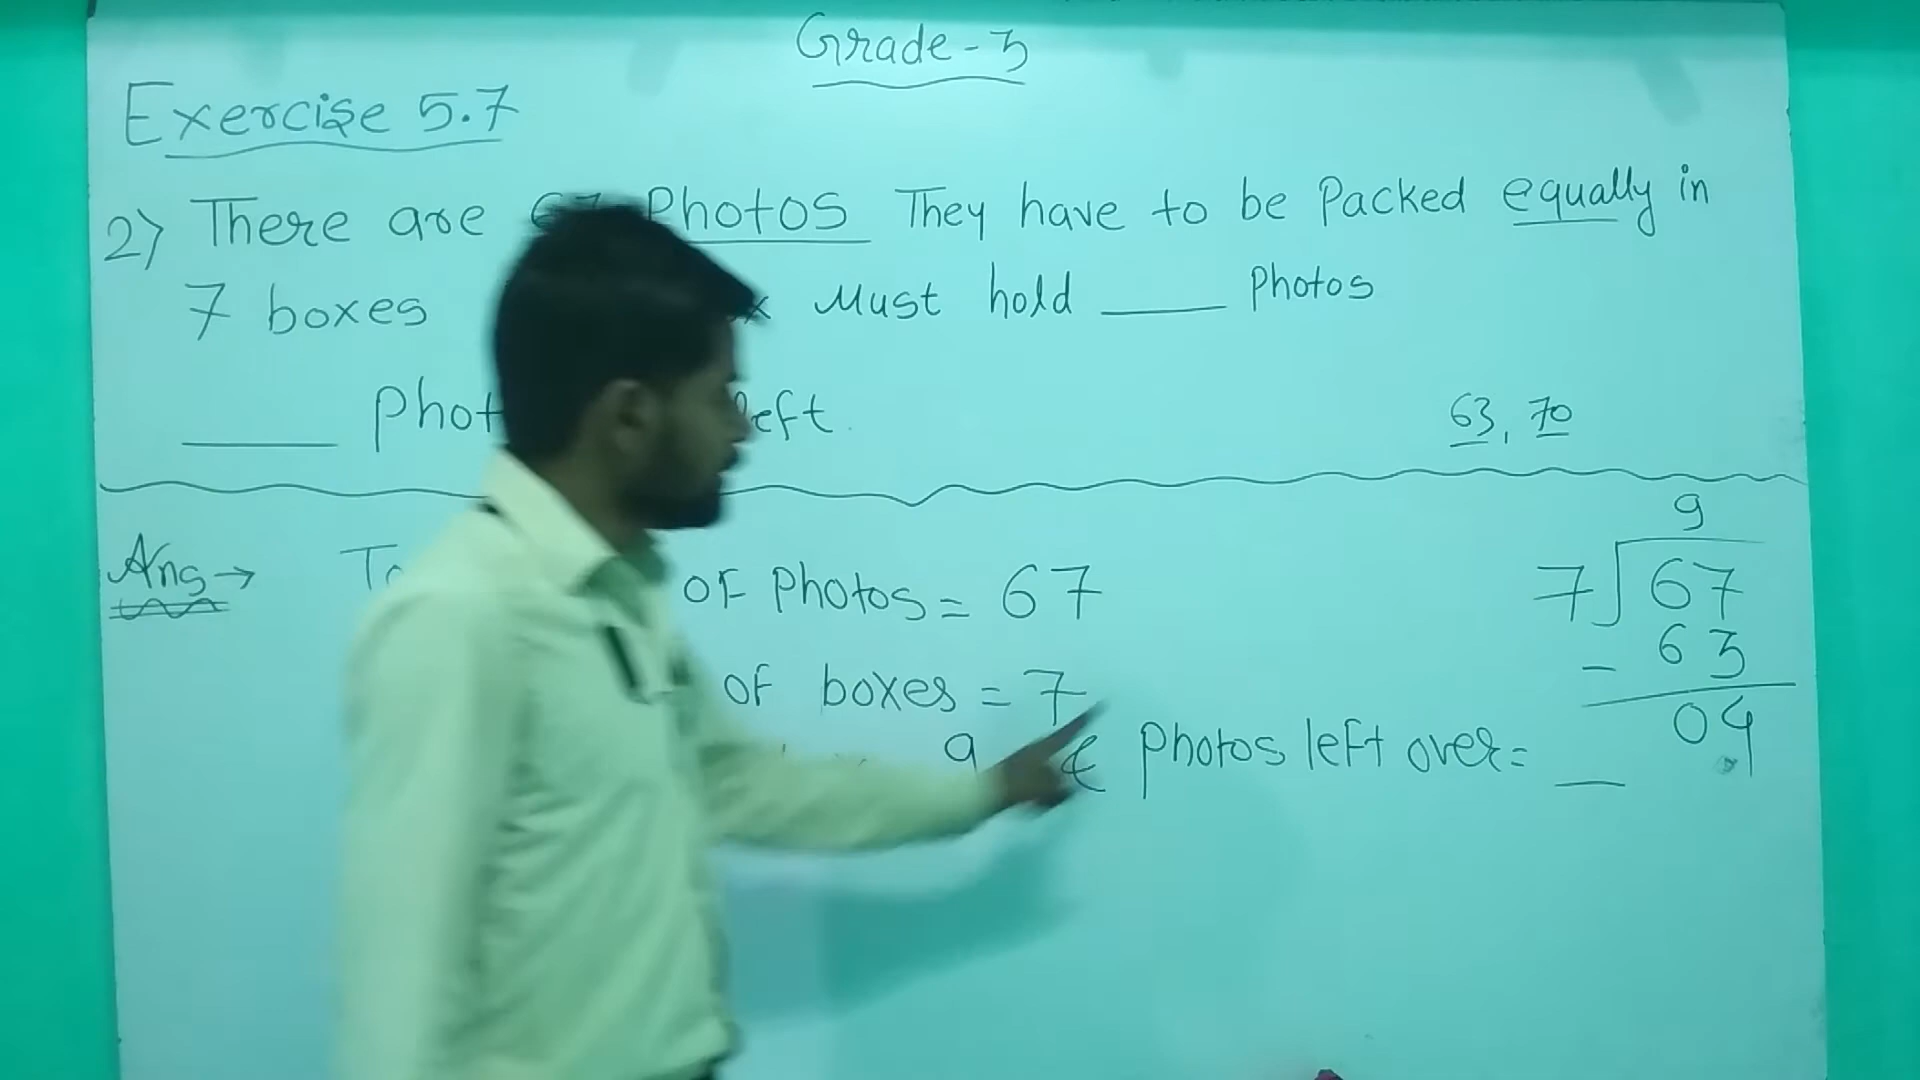 Grade-3
Exercise 5.7
2) There are 67 Photos They have to be Packed equally in
7 boxes Must hold ____ Photos
____ Phot left.
63, 70
Ans→ of Photos = 67
of boxes = 7
9 Photos left over = __
9
7 67
- 63
04